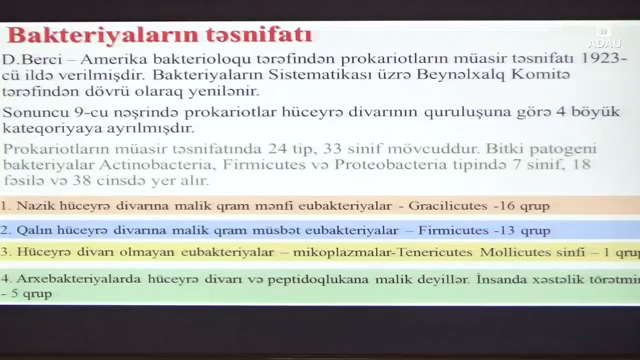 ADAU
Bakteriyaların təsnifatı
D.Berci – Amerika bakterioloqu tərəfindən prokariotların müasir təsnifatı 1923-
cü ildə verilmişdir. Bakteriyaların Sistematikası üzrə Beynəlxalq Komitə
tərəfindən dövrü olaraq yenilənir.
Sonuncu 9-cu nəşrində prokariotlar hüceyrə divarının quruluşuna görə 4 böyük
kateqoriyaya ayrılmışdır.
Prokariotların müasir təsnifatında 24 tip, 33 sinif mövcuddur. Bitki patogeni
bakteriyalar Actinobacteria, Firmicutes və Proteobacteria tipində 7 sinif, 18
fəsilə və 38 cinsdə yer alır.
1. Nazik hüceyrə divarına malik qram mənfi eubakteriyalar - Gracilicutes -16 qrup
2. Qalın hüceyrə divarına malik qram müsbət eubakteriyalar – Firmicutes -13 qrup
3. Hüceyrə divarı olmayan eubakteriyalar – mikoplazmalar-Tenericutes Mollicutes sinfi – 1 qrup
4. Arxebakteriyalarda hüceyrə divarı və peptidoqlukana malik deyillər. İnsanda xəstəlik törətmir
- 5 qrup